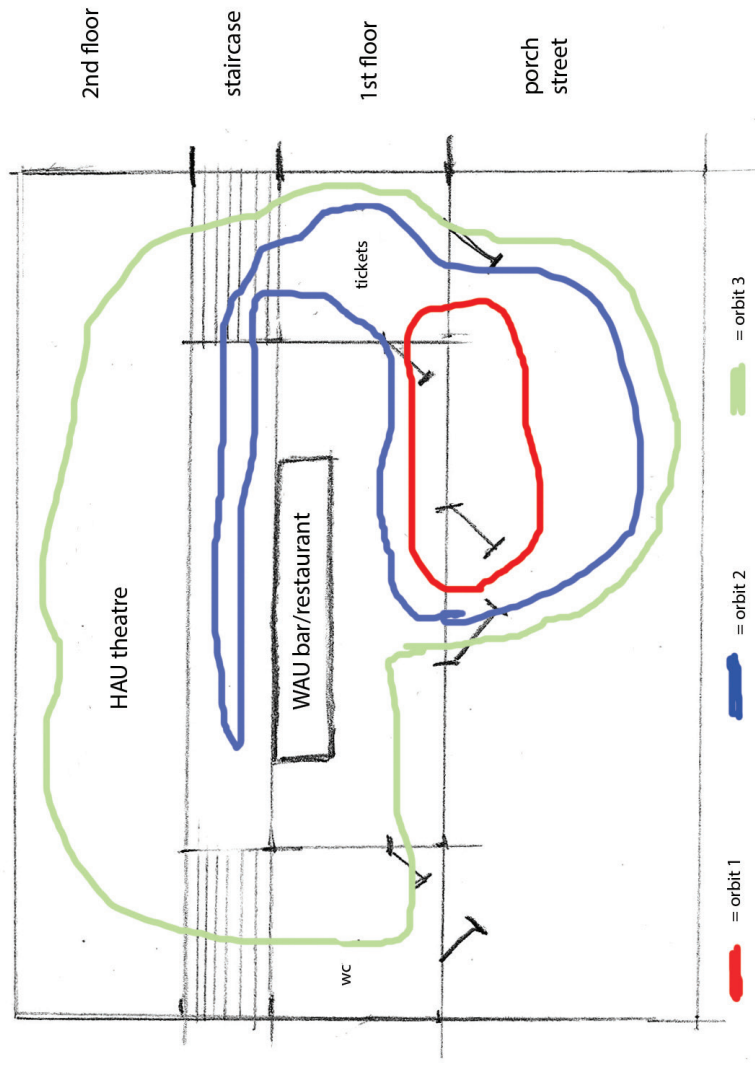 2nd floor
staircase
1st floor
porch
street
HAU theatre
WAU bar/restaurant
tickets
wc
= orbit 1
= orbit 2
= orbit 3